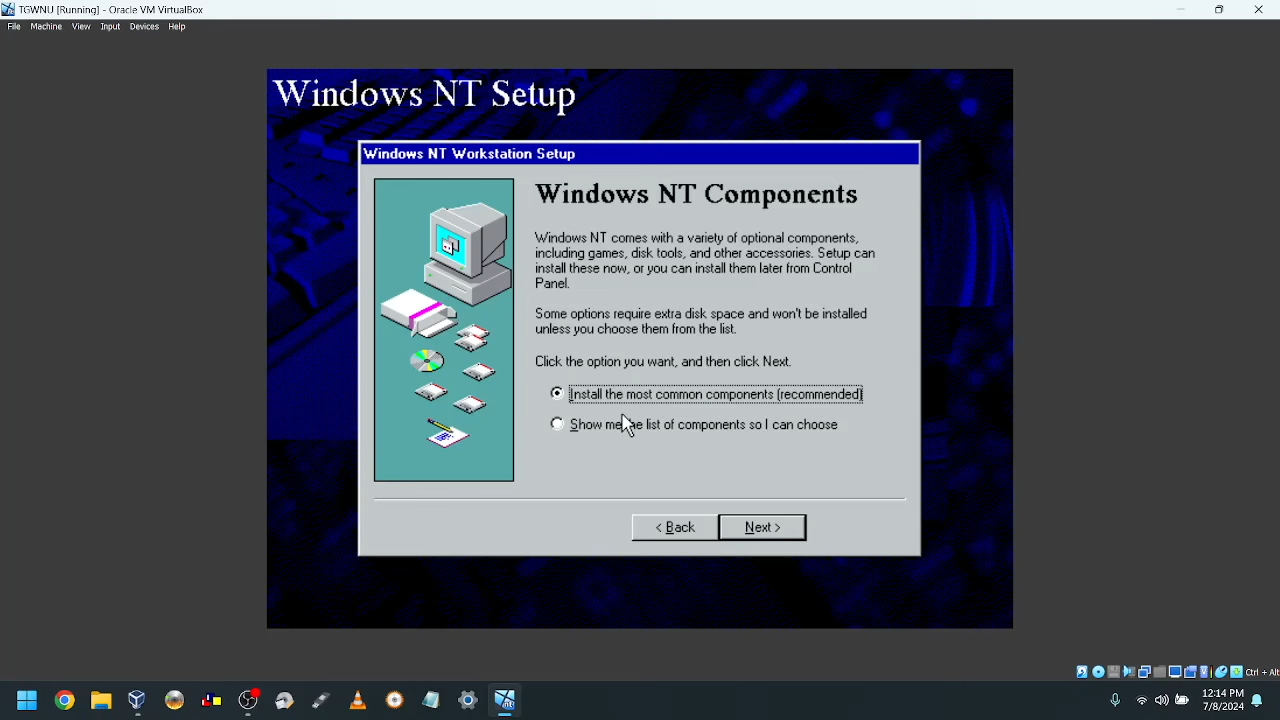 TGWNU [Running] - Oracle VM VirtualBox
File Machine View Input Devices Help
Windows NT Setup
Windows NT Workstation Setup
Windows NT Components
Windows NT comes with a variety of optional components,
including games, disk tools, and other accessories. Setup can
install these now, or you can install them later from Control
Panel.
Some options require extra disk space and won't be installed
unless you choose them from the list.
Click the option you want, and then click Next.
Install the most common components (recommended)
Show me the list of components so I can choose
< Back Next >
Ctrl + Alt
12:14 PM
7/8/2024